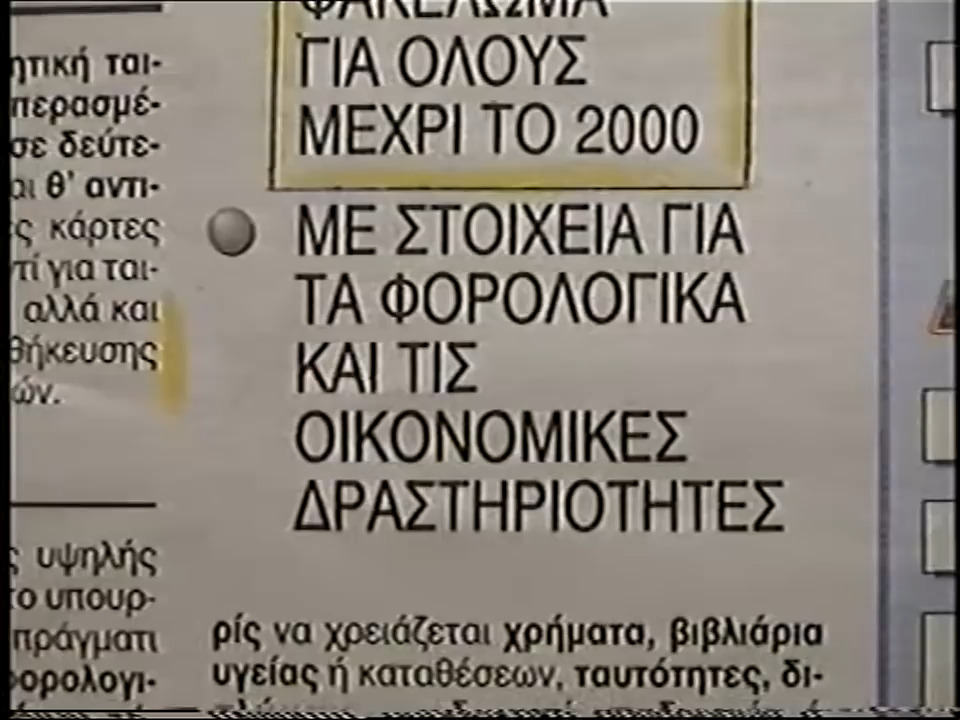 ητική ται-
περασμέ-
σε δεύτε-
αι θ' αντι-
ς κάρτες
τί για ται-
αλλά και
θήκευσης
ών.
ς υψηλής
το υπουρ-
πράγματι
φορολογι-
ΦΑΚΕΛΩΜΑ
ΓΙΑ ΟΛΟΥΣ
ΜΕΧΡΙ ΤΟ 2000
ΜΕ ΣΤΟΙΧΕΙΑ ΓΙΑ
ΤΑ ΦΟΡΟΛΟΓΙΚΑ
ΚΑΙ ΤΙΣ
ΟΙΚΟΝΟΜΙΚΕΣ
ΔΡΑΣΤΗΡΙΟΤΗΤΕΣ
ρίς να χρειάζεται χρήματα, βιβλιάρια
υγείας ή καταθέσεων, ταυτότητες, δι-